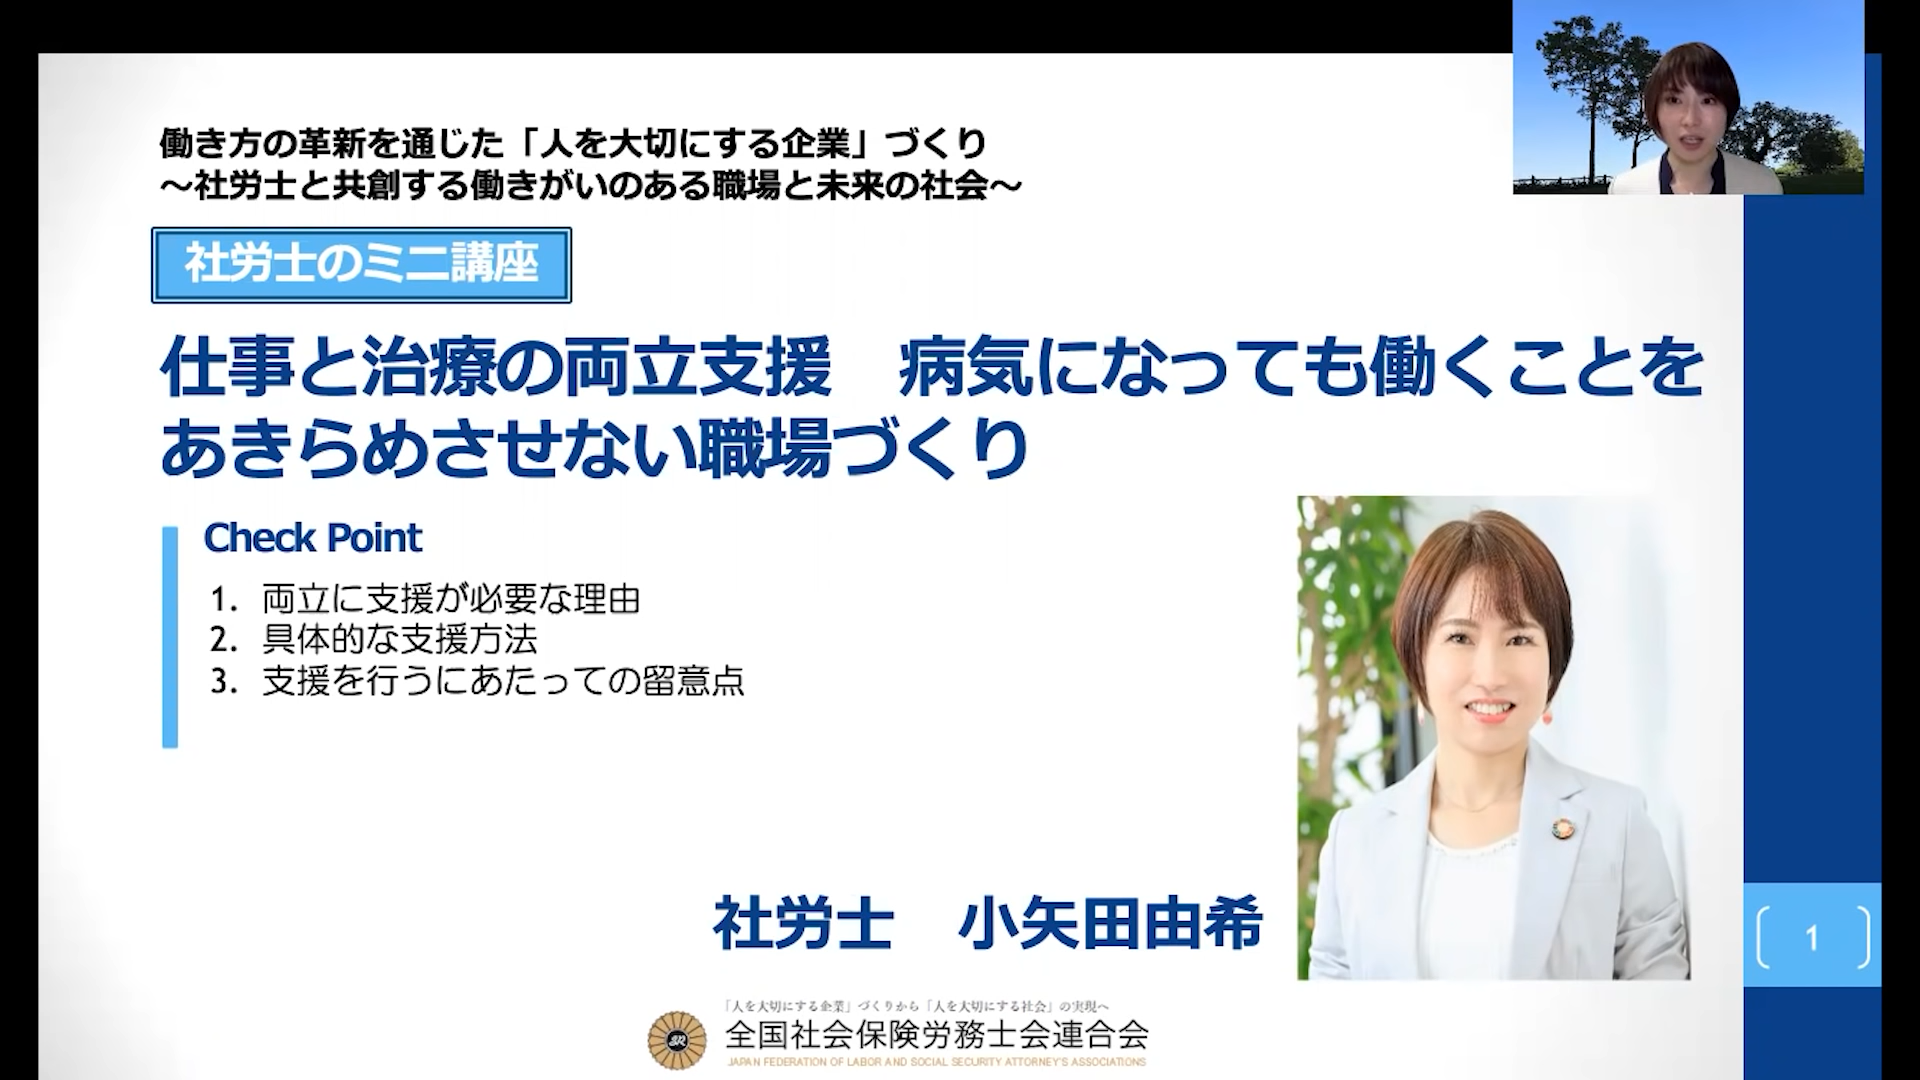 働き方の革新を通じた「人を大切にする企業」づくり
～社労士と共創する働きがいのある職場と未来の社会～
社労士のミニ講座
仕事と治療の両立支援　病気になっても働くことを
あきらめさせない職場づくり
Check Point
1. 両立に支援が必要な理由
2. 具体的な支援方法
3. 支援を行うにあたっての留意点
社労士　小矢田由希
1
「人を大切にする企業」づくりから「人を大切にする社会」の実現へ
SR
全国社会保険労務士会連合会
JAPAN FEDERATION OF LABOR AND SOCIAL SECURITY ATTORNEY'S ASSOCIATIONS